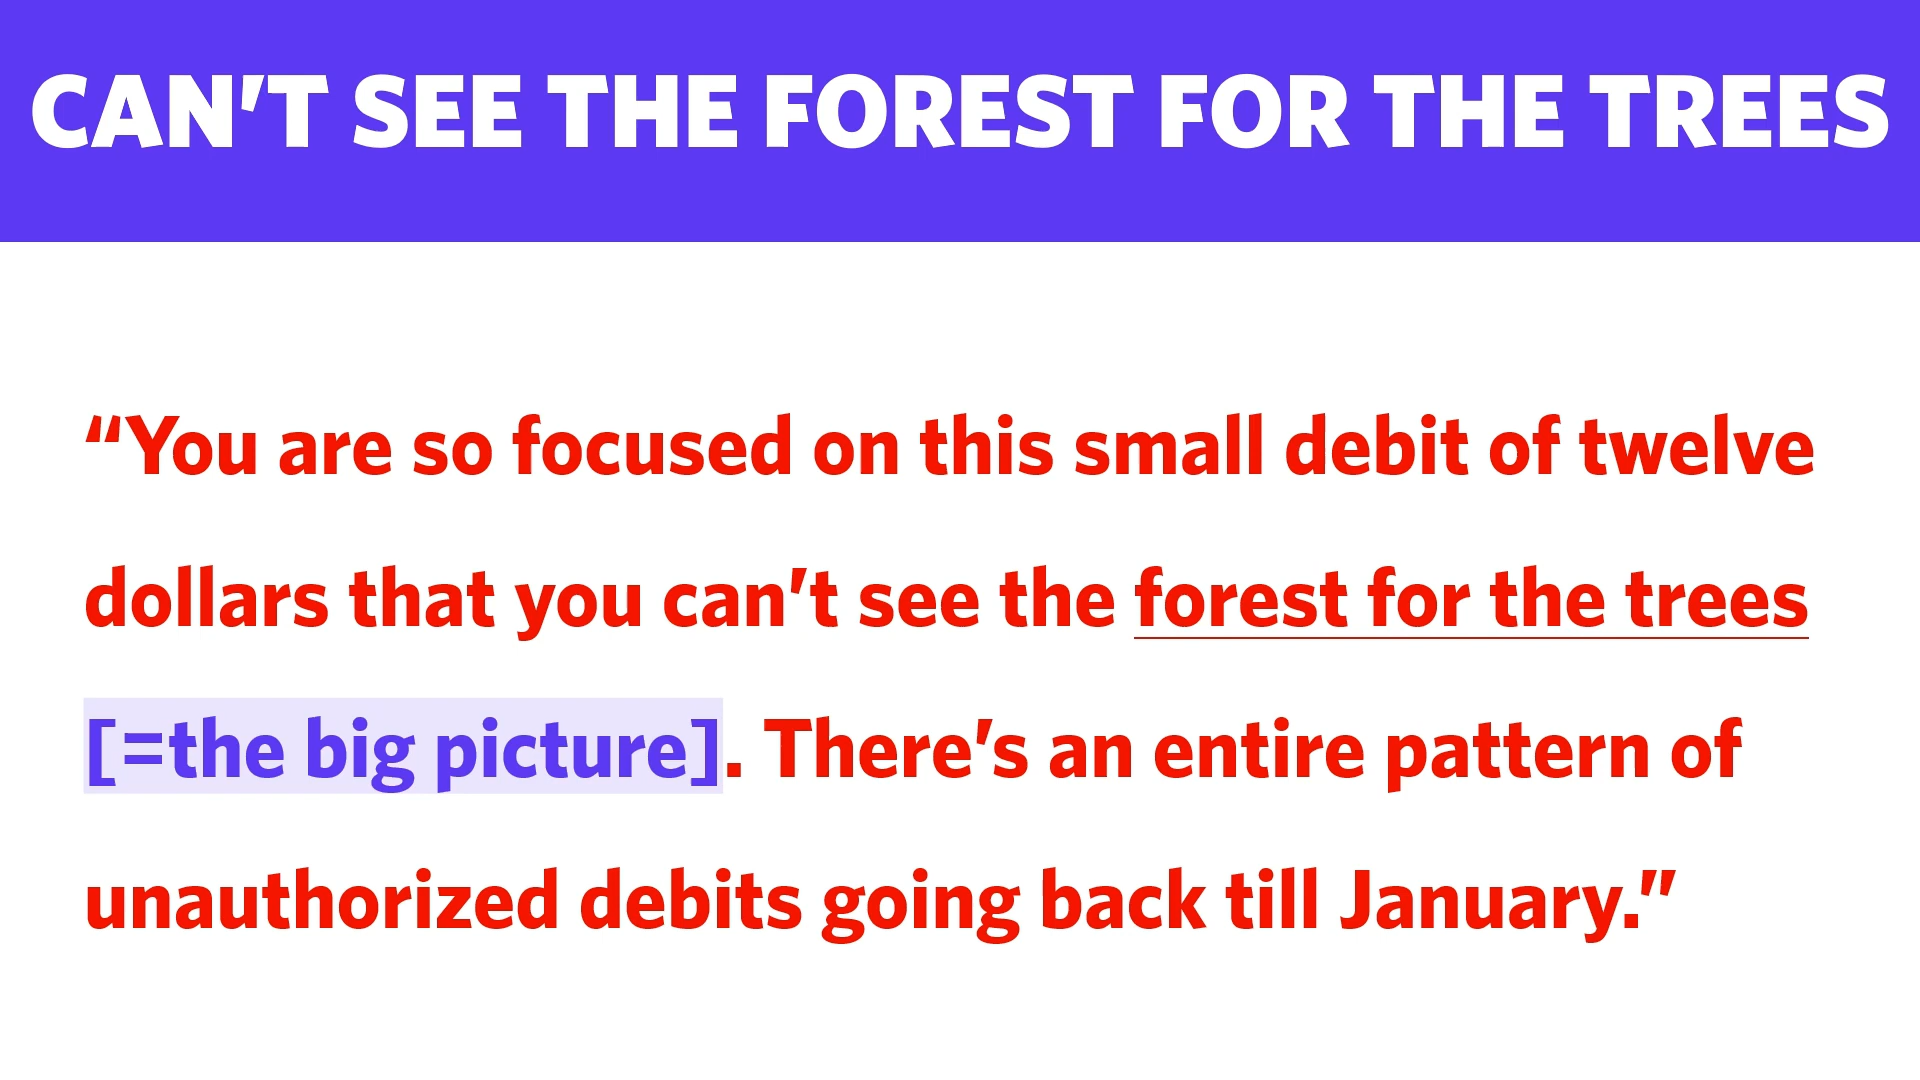 CAN'T SEE THE FOREST FOR THE TREES
“You are so focused on this small debit of twelve
dollars that you can't see the forest for the trees
[=the big picture]. There's an entire pattern of
unauthorized debits going back till January.”